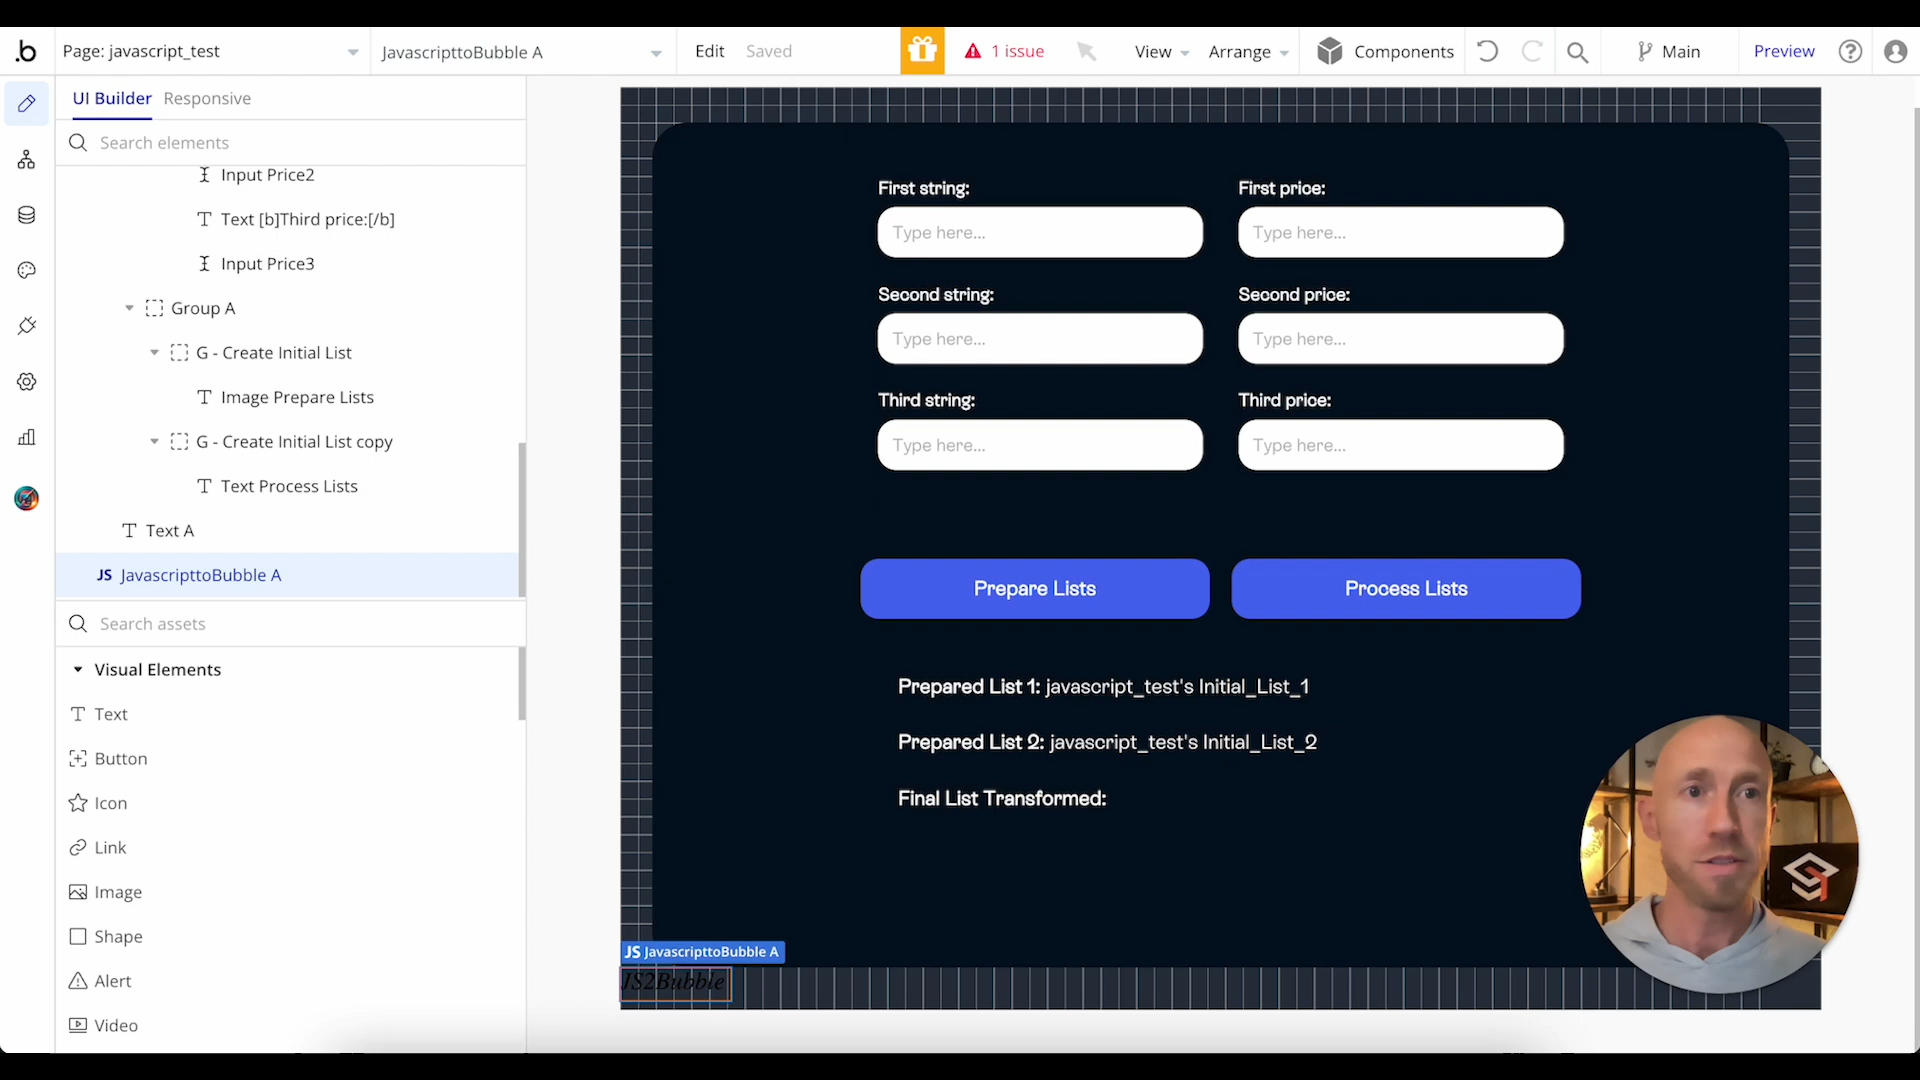 .b
Page: javascript_test
JavascripttoBubble A
Edit
Saved
1 issue
View
Arrange
Components
Main
Preview
UI Builder
Responsive
Search elements
Input Price2
Text [b]Third price:[/b]
Input Price3
Group A
G - Create Initial List
Image Prepare Lists
G - Create Initial List copy
Text Process Lists
Text A
JS JavascripttoBubble A
Search assets
Visual Elements
Text
Button
Icon
Link
Image
Shape
Alert
Video
First string:
First price:
Type here...
Type here...
Second string:
Second price:
Type here...
Type here...
Third string:
Third price:
Type here...
Type here...
Prepare Lists
Process Lists
Prepared List 1: javascript_test's Initial_List_1
Prepared List 2: javascript_test's Initial_List_2
Final List Transformed:
JS JavascripttoBubble A
JS2Bubble